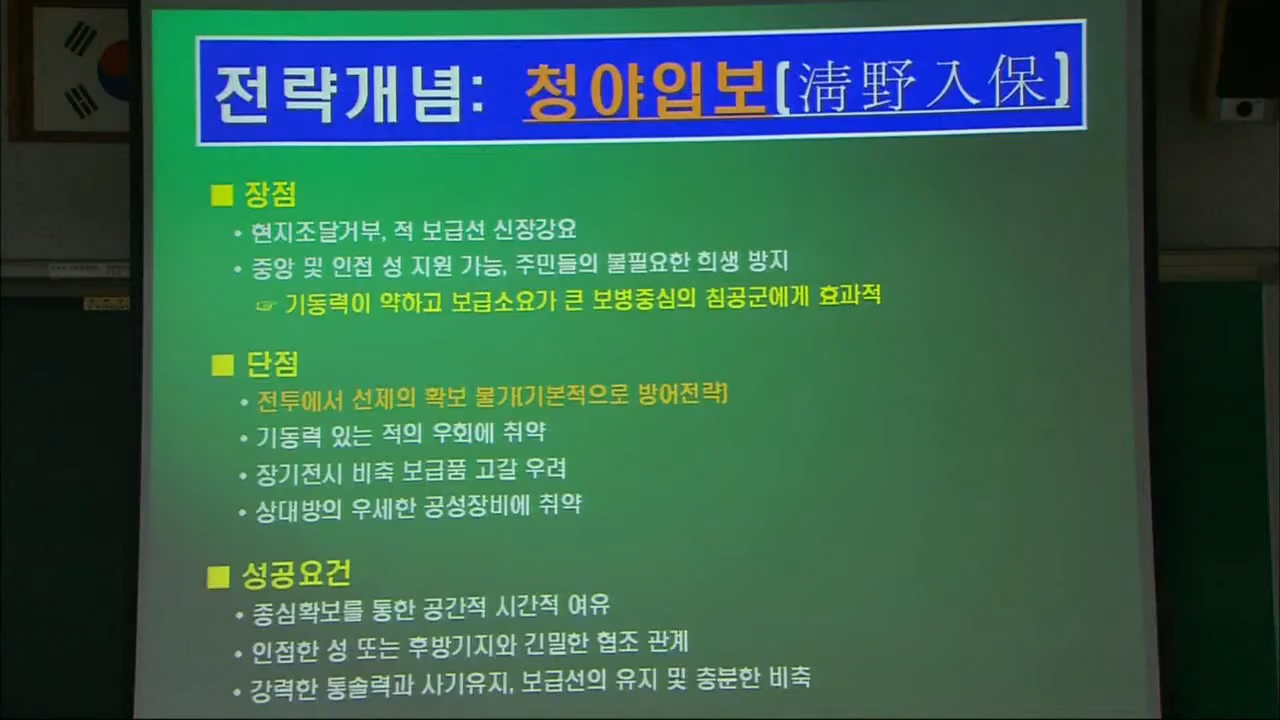 전략개념: 청야입보(淸野入保)
■ 장점
• 현지조달거부, 적 보급선 신장강요
• 중앙 및 인접 성 지원 가능, 주민들의 불필요한 희생 방지
☞ 기동력이 약하고 보급소요가 큰 보병중심의 침공군에게 효과적
■ 단점
• 전투에서 선제의 확보 불가(기본적으로 방어전략)
• 기동력 있는 적의 우회에 취약
• 장기전시 비축 보급품 고갈 우려
• 상대방의 우세한 공성장비에 취약
■ 성공요건
• 종심확보를 통한 공간적 시간적 여유
• 인접한 성 또는 후방기지와 긴밀한 협조 관계
• 강력한 통솔력과 사기유지, 보급선의 유지 및 충분한 비축